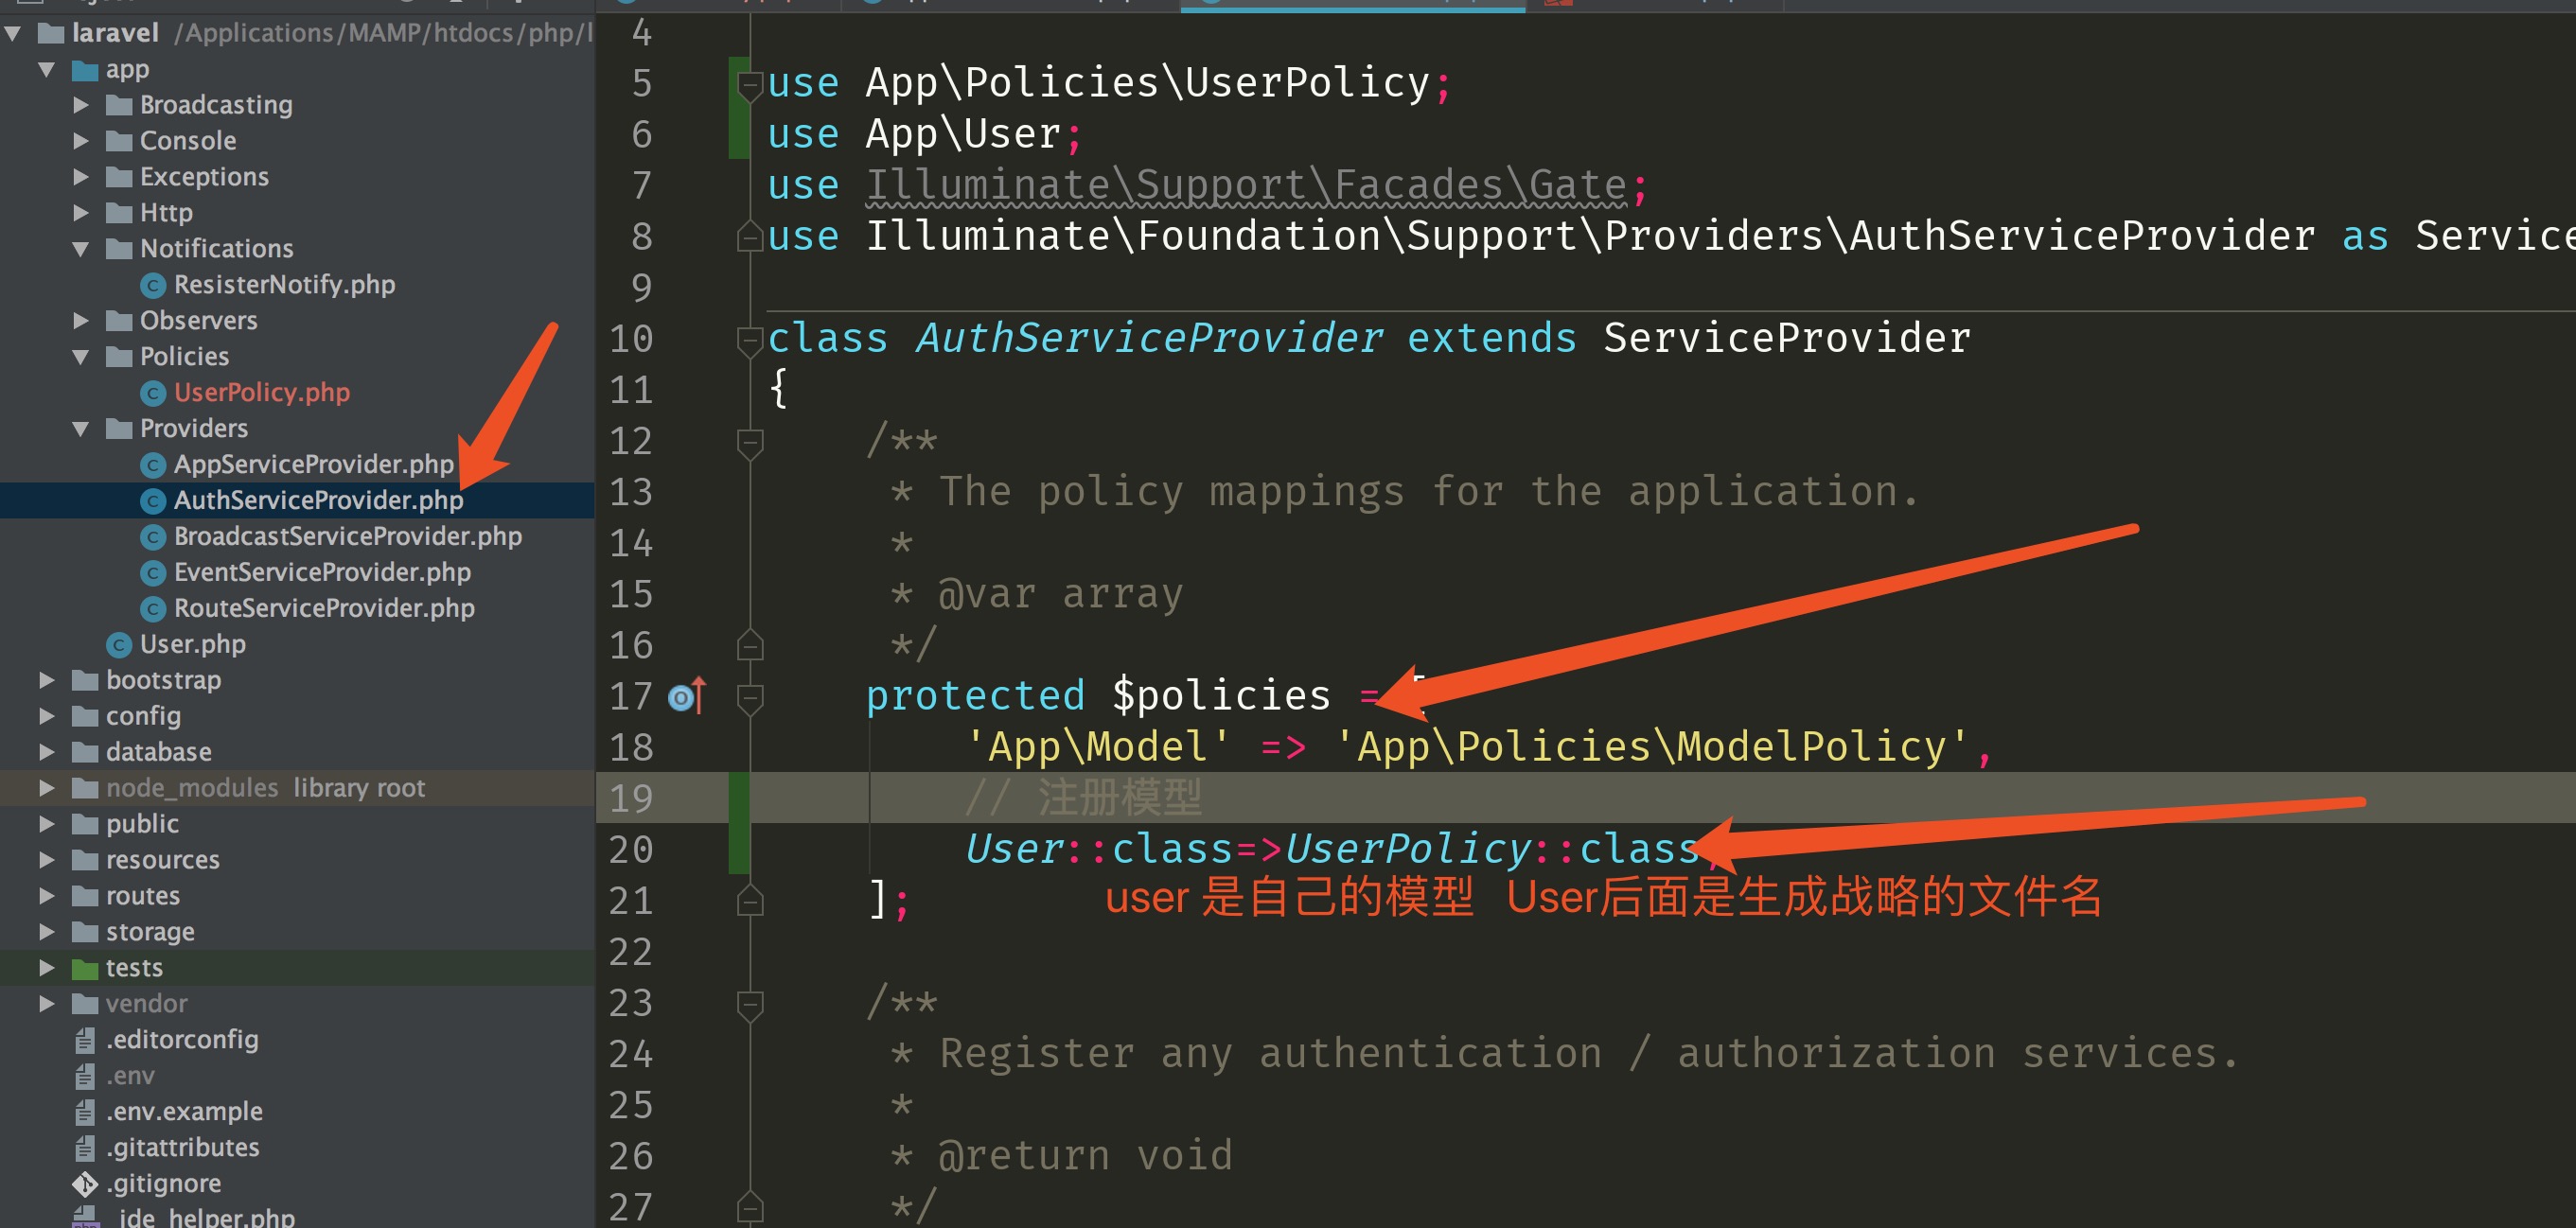 laravel /Applications/MAMP/htdocs/php/l
app
Broadcasting
Console
Exceptions
Http
Notifications
ResisterNotify.php
Observers
Policies
UserPolicy.php
Providers
AppServiceProvider.php
AuthServiceProvider.php
BroadcastServiceProvider.php
EventServiceProvider.php
RouteServiceProvider.php
User.php
bootstrap
config
database
node_modules library root
public
resources
routes
storage
tests
vendor
.editorconfig
.env
.env.example
.gitattributes
.gitignore
_ide_helper.php
4
5 use App\Policies\UserPolicy;
6 use App\User;
7 use Illuminate\Support\Facades\Gate;
8 use Illuminate\Foundation\Support\Providers\AuthServiceProvider as Service
9
10 class AuthServiceProvider extends ServiceProvider
11 {
12 /**
13 * The policy mappings for the application.
14 *
15 * @var array
16 */
17 protected $policies = [
18 'App\Model' => 'App\Policies\ModelPolicy',
19 // 注册模型
20 User::class=>UserPolicy::class,
21 ];
user 是自己的模型 User后面是生成战略的文件名
22
23 /**
24 * Register any authentication / authorization services.
25 *
26 * @return void
27 */